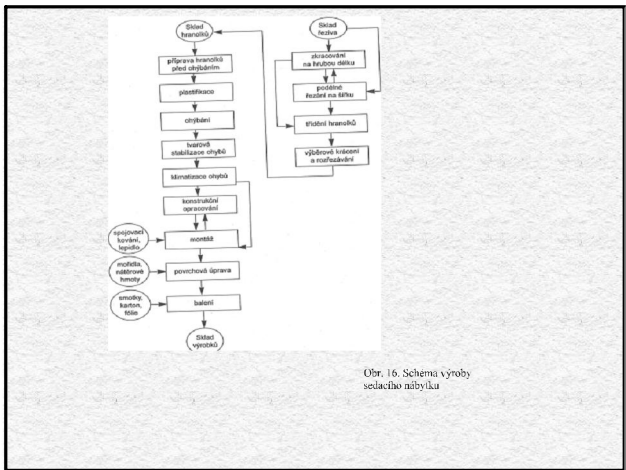 Sklad
hranolků
příprava hranolků
před ohýbáním
plastifikace
ohýbání
tvarová
stabilizace ohybů
klimatizace ohybů
konstrukční
opracování
spojovací
kování,
lepidlo
montáž
mořidla,
nátěrové
hmoty
povrchová úprava
karton,
fólie
balení
Sklad
výrobků
Sklad
řeziva
zkracování
na hrubou délku
podélné
řezání na šířku
třídění hranolků
výběrové krácení
a rozřezávání
Obr. 16. Schéma výroby
sedacího nábytku